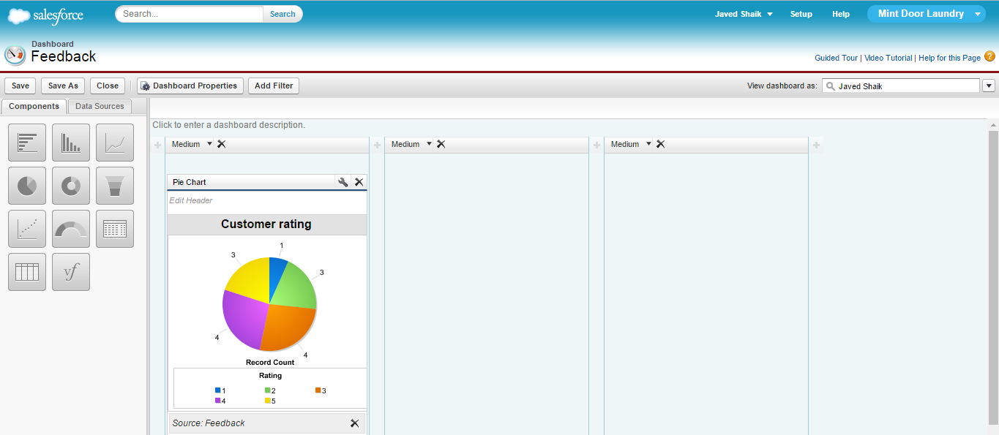 salesforce
Search...
Search
Javed Shaik
Setup
Help
Mint Door Laundry
Dashboard
Feedback
Guided Tour | Video Tutorial | Help for this Page
?
Save
Save As
Close
Dashboard Properties
Add Filter
View dashboard as:
Javed Shaik
Components
Data Sources
Click to enter a dashboard description.
Medium
Medium
Medium
Pie Chart
Edit Header
Customer rating
1
3
3
4
4
vf
Record Count
Rating
1 2 3
4 5
Source: Feedback